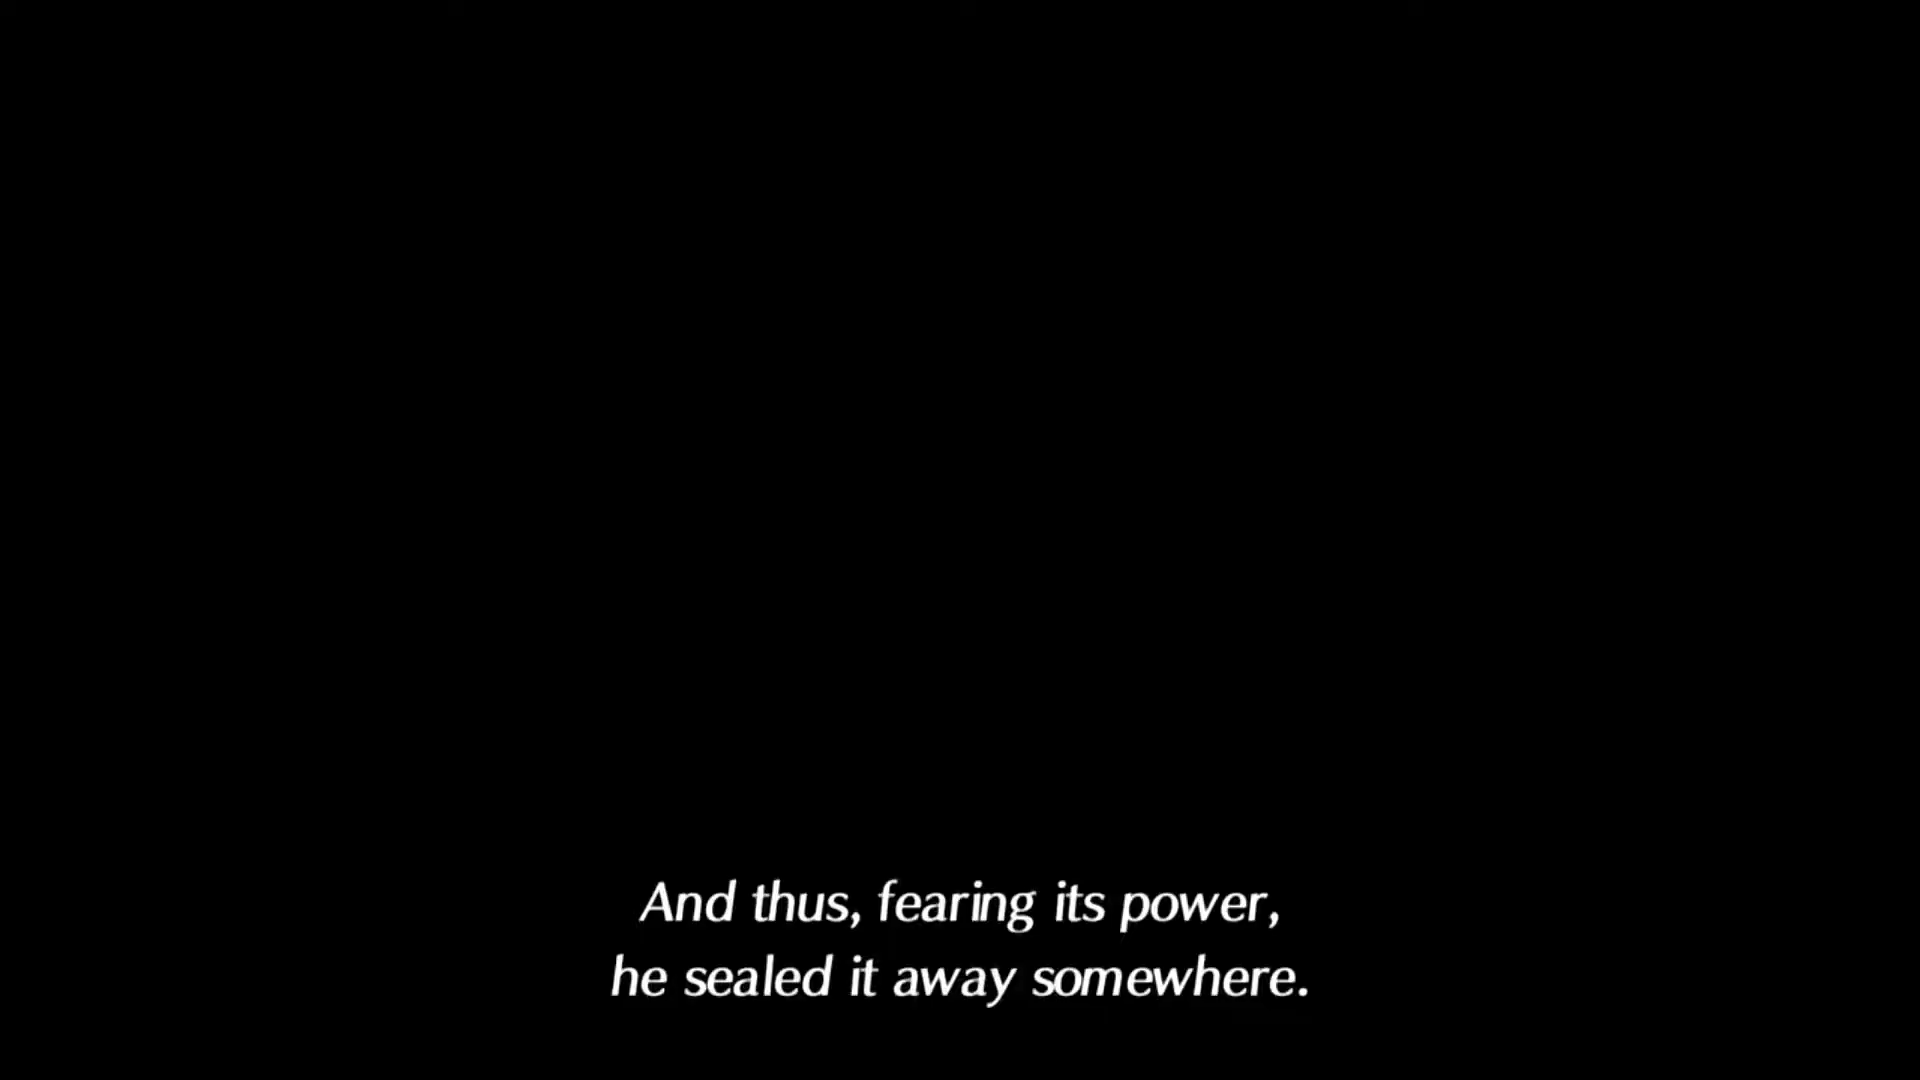 And thus, fearing its power,
he sealed it away somewhere.